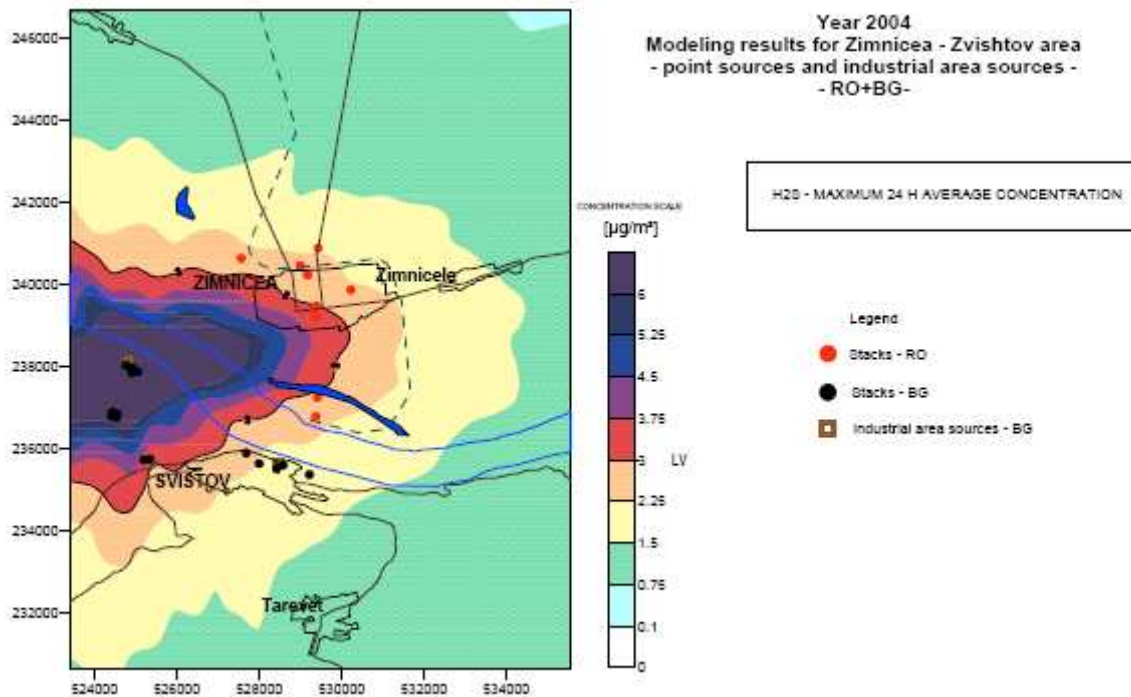 Year 2004
Modeling results for Zimnicea - Zvishtov area
- point sources and industrial area sources -
- RO+BG-
H2S - MAXIMUM 24 H AVERAGE CONCENTRATION
CONCENTRATION SCALE
[µg/m³]
6
5.25
4.5
3.75
3 LV
2.25
1.5
0.75
0.1
0
Legend
Stacks - RO
Stacks - BG
Industrial area sources - BG
246000
244000
242000
240000
238000
236000
234000
232000
524000 526000 528000 530000 532000 534000
ZIMNICEA
Zimnicele
SVISTOV
Tarevet